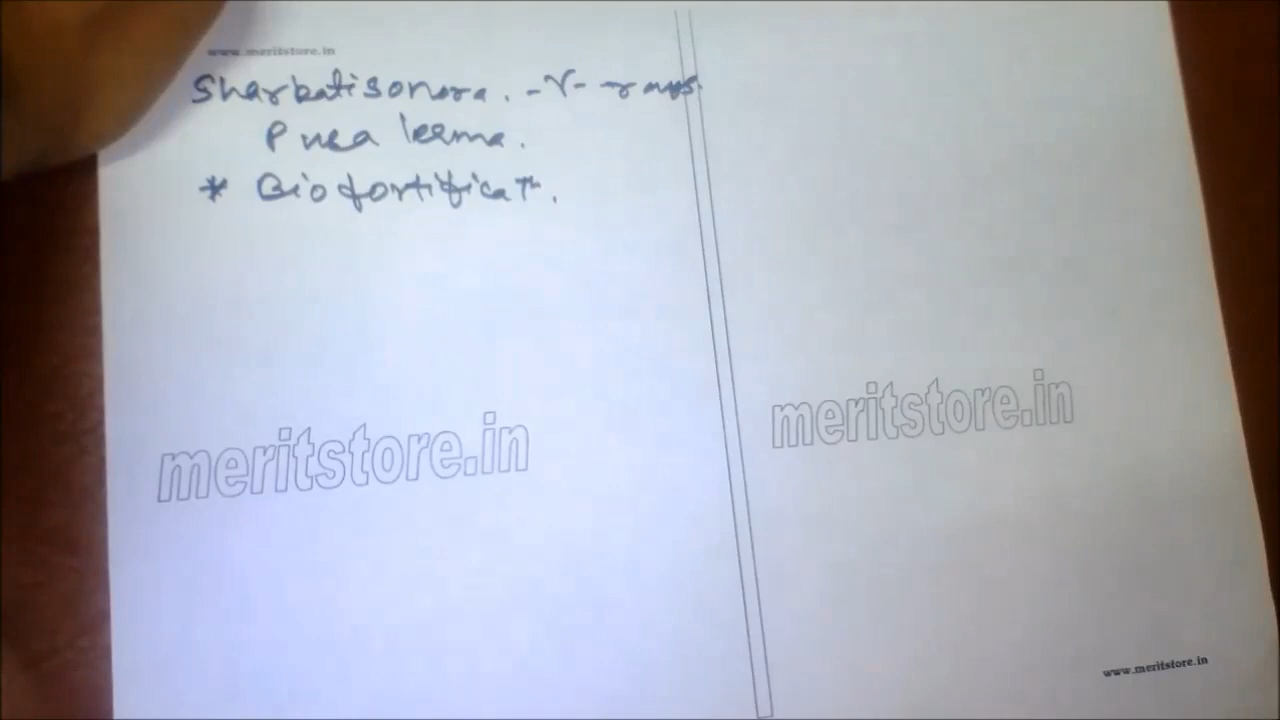 www.meritstore.in
Sharbatisonora. -γ- rays.
Pusa lerma.
* Biofortificatn.
meritstore.in
meritstore.in
www.meritstore.in